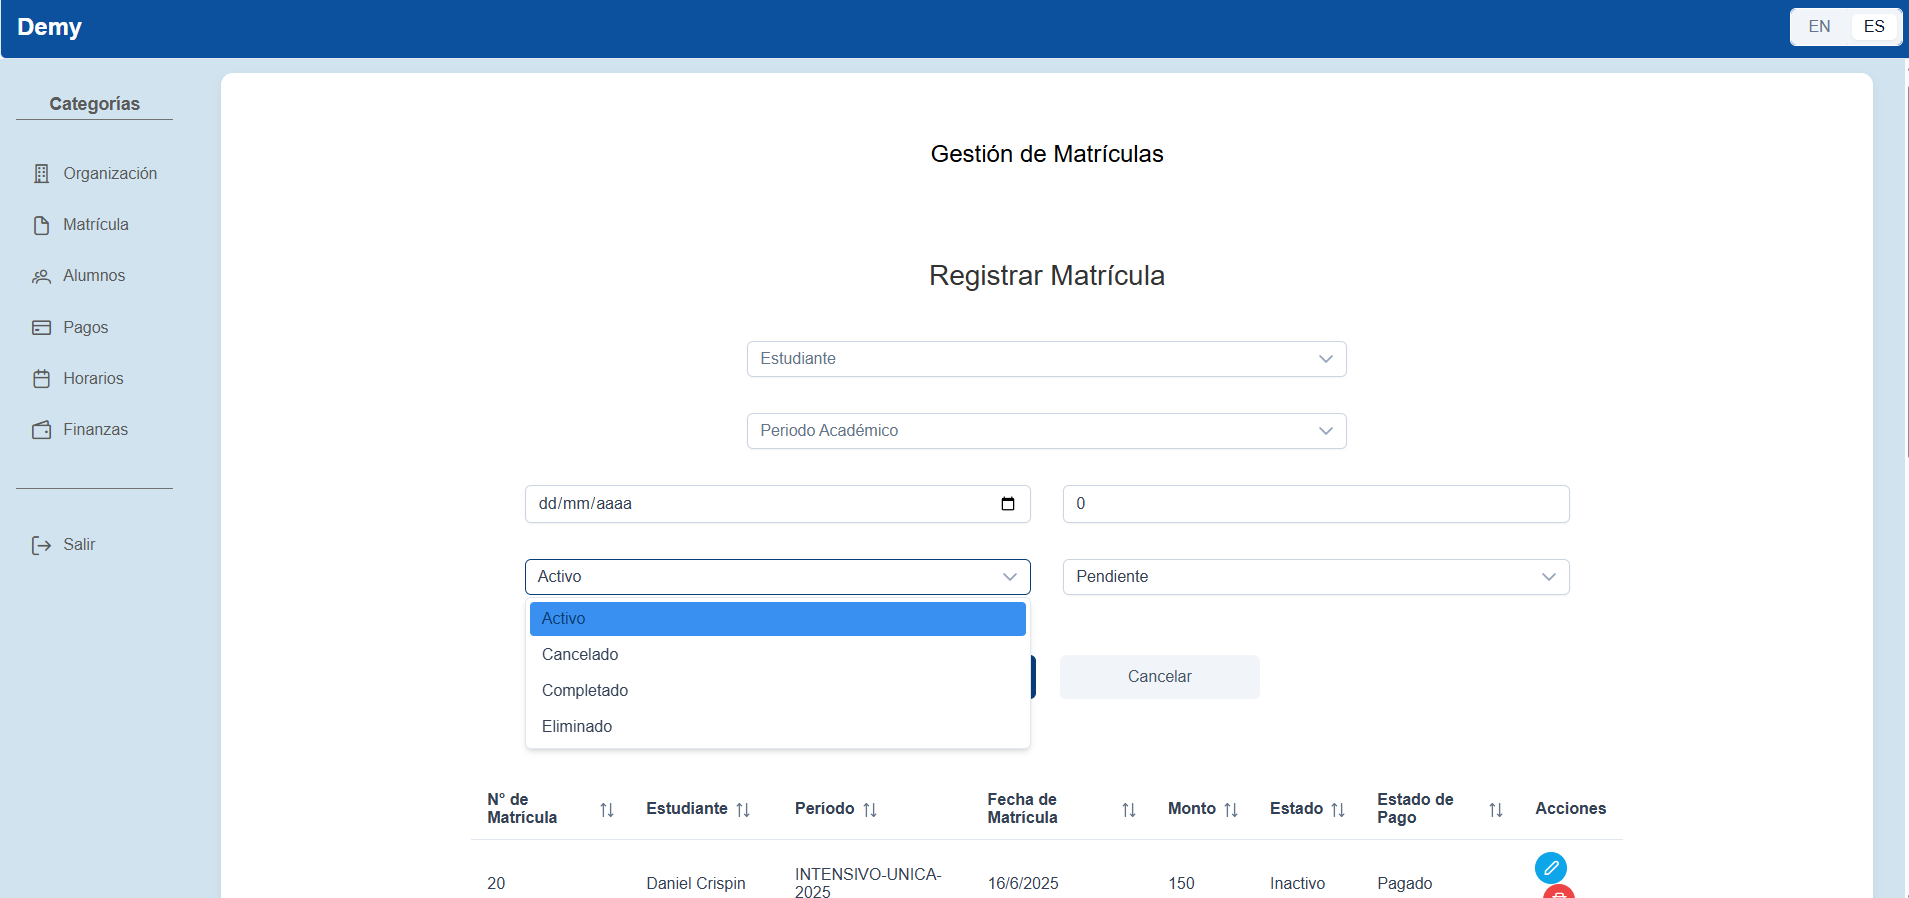 Demy
EN ES
Categorías
Organización
Matrícula
Alumnos
Pagos
Horarios
Finanzas
Salir
Gestión de Matrículas
Registrar Matrícula
Estudiante
Periodo Académico
dd/mm/aaaa
0
Activo
Pendiente
Activo
Cancelado
Completado
Eliminado
Cancelar
N° de Matrícula Estudiante Período Fecha de Matrícula Monto Estado Estado de Pago Acciones
20 Daniel Crispin INTENSIVO-UNICA-2025 16/6/2025 150 Inactivo Pagado